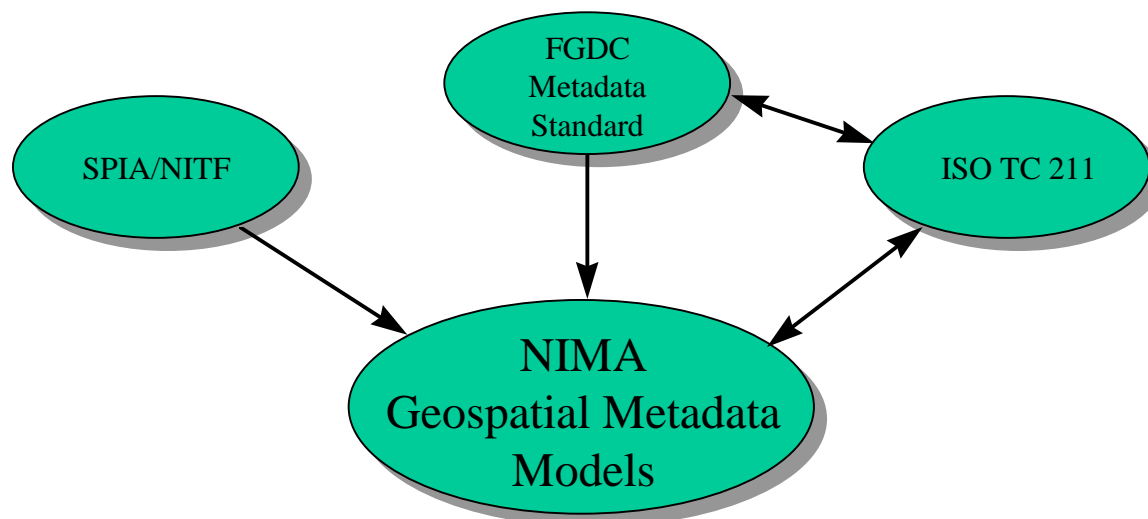 FGDC
Metadata
Standard
SPIA/NITF
ISO TC 211
NIMA
Geospatial Metadata
Models